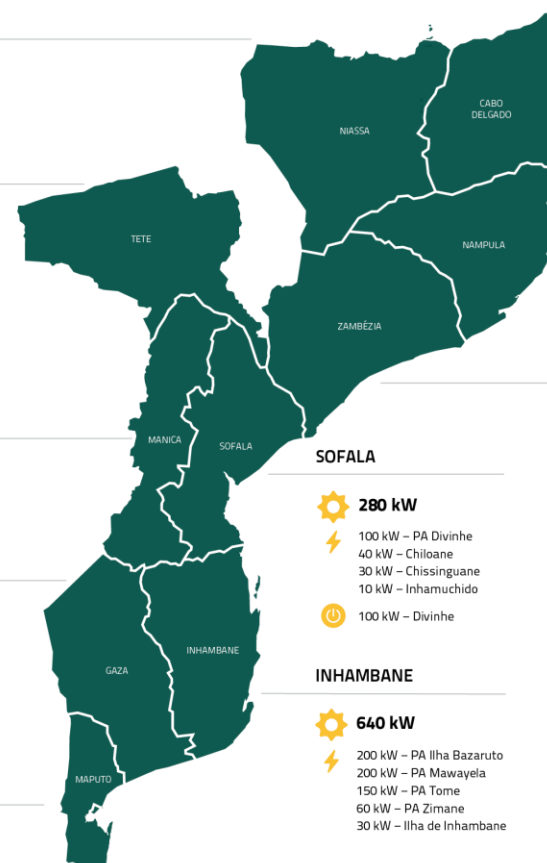 CABO
DELGADO
NIASSA
TETE
NAMPULA
ZAMBÉZIA
MANICA
SOFALA
SOFALA
280 kW
100 kW – PA Divinhe
40 kW – Chiloane
30 kW – Chissinguane
10 kW – Inhamuchido
100 kW – Divinhe
INHAMBANE
GAZA
INHAMBANE
640 kW
200 kW – PA Ilha Bazaruto
200 kW – PA Mawayela
150 kW – PA Tome
60 kW – PA Zimane
30 kW – Ilha de Inhambane
MAPUTO